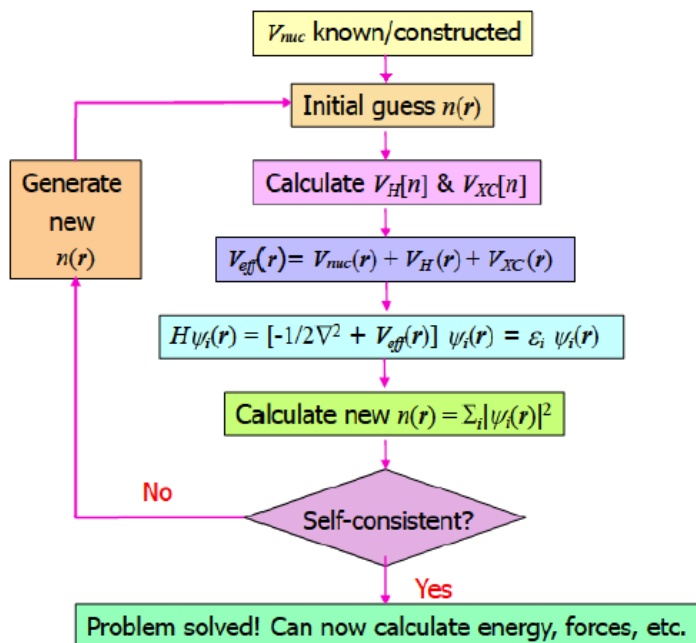 V_nuc known/constructed
Initial guess n(r)
Generate
new
n(r)
Calculate V_H[n] & V_XC[n]
V_eff(r) = V_nuc(r) + V_H(r) + V_XC(r)
Hψ_i(r) = [-1/2∇² + V_eff(r)] ψ_i(r) = ε_i ψ_i(r)
Calculate new n(r) = Σ_i|ψ_i(r)|²
No
Self-consistent?
Yes
Problem solved! Can now calculate energy, forces, etc.